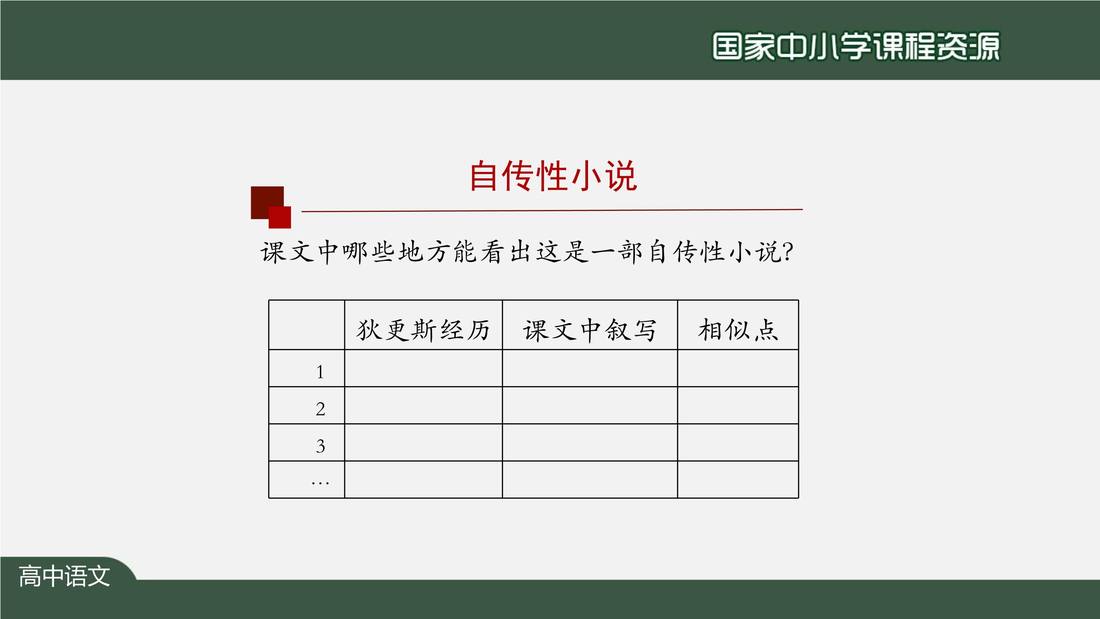 国家中小学课程资源
自传性小说
课文中哪些地方能看出这是一部自传性小说?
狄更斯经历 课文中叙写 相似点
1
2
3
…
高中语文